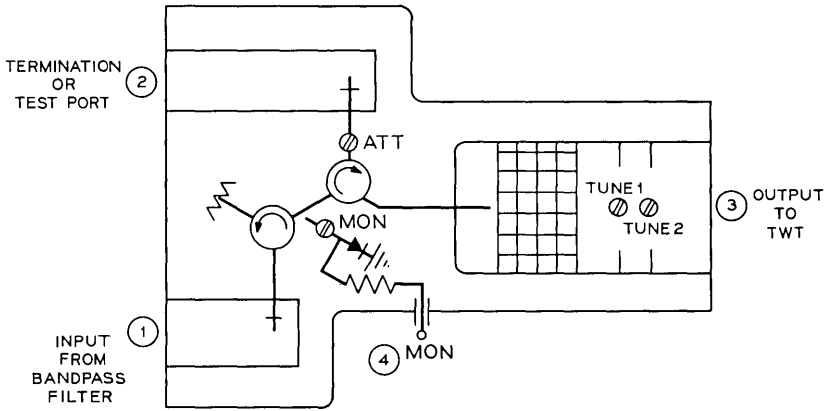 TERMINATION
OR
TEST PORT
2
ATT
TUNE 1
TUNE 2
3
OUTPUT
TO
TWT
MON
1
INPUT
FROM
BANDPASS
FILTER
4
MON